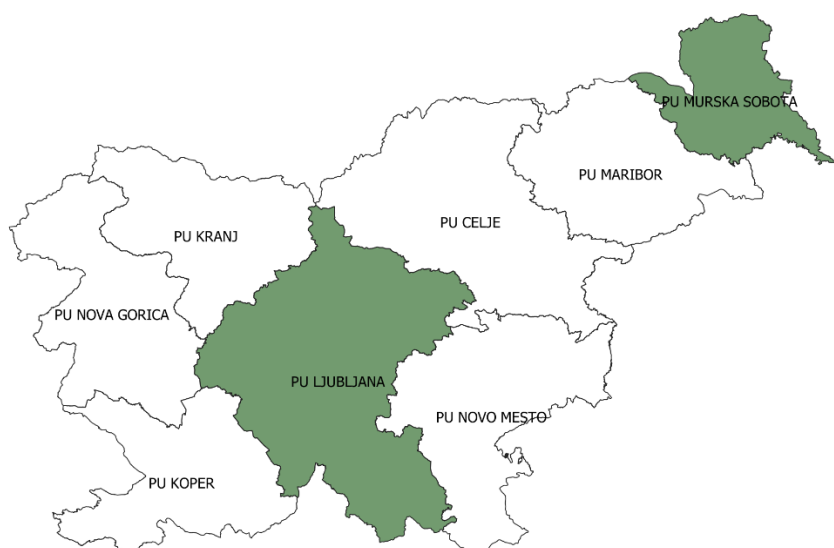 PU MURSKA SOBOTA
PU MARIBOR
PU CELJE
PU KRANJ
PU NOVA GORICA
PU LJUBLJANA
PU NOVO MESTO
PU KOPER